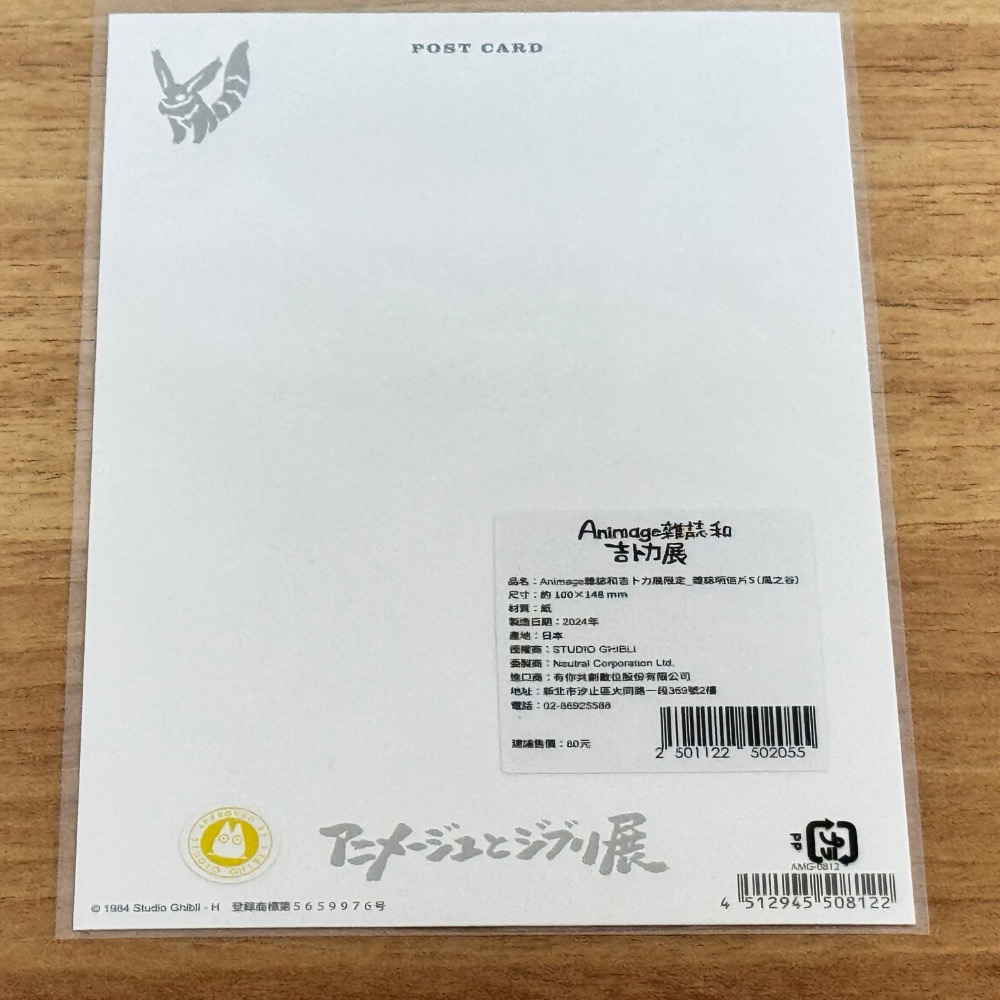 POST CARD
Animage雜誌和
吉卜力展
品名：Animage雜誌和吉卜力展限定_雜誌明信片S(風之谷)
尺寸：約 100×148 mm
材質：紙
製造日期：2024年
產地：日本
授權商：STUDIO GHIBLI
委製商：Neutral Corporation Ltd.
進口商：有你共創數位股份有限公司
地址：新北市汐止區大同路一段369號2樓
電話：02-86925588
建議售價：80元
2 501122 502055
アニメージュとジブリ展
PP
AMG-0812
© 1984 Studio Ghibli - H 登録商標第5659976号
4 512945 508122